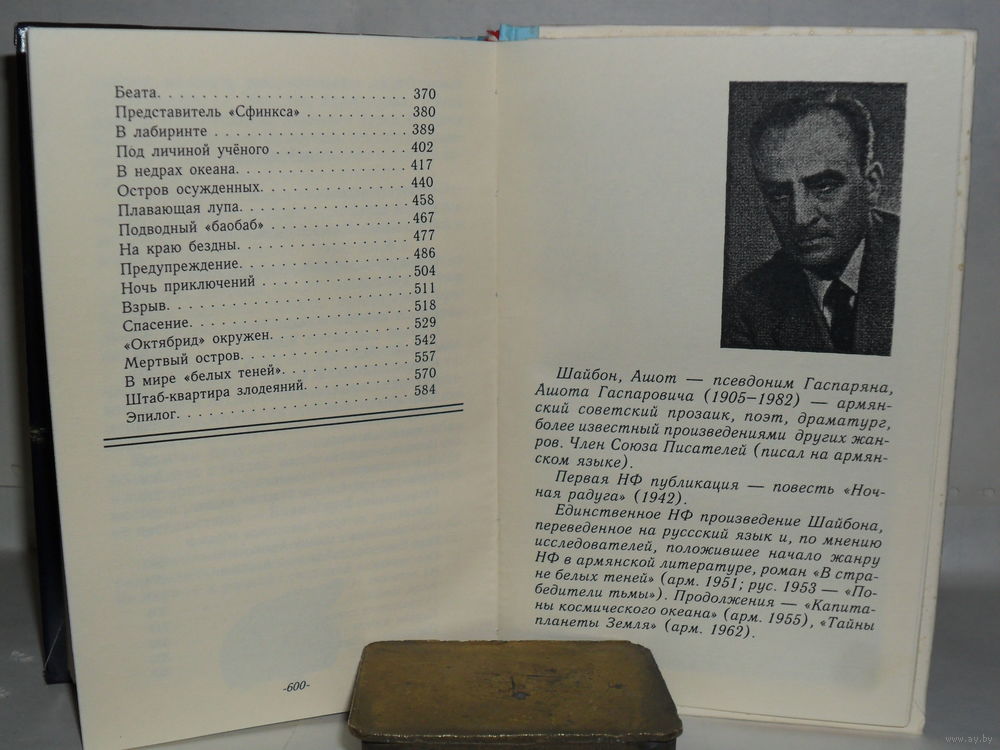 Беата. . . . . . . . . . . . . . . . . . . . . . . . 370
Представитель «Сфинкса» . . . . . . . . . . 380
В лабиринте . . . . . . . . . . . . . . . . . . . . 389
Под личиной учёного . . . . . . . . . . . . . . 402
В недрах океана. . . . . . . . . . . . . . . . . . 417
Остров осужденных. . . . . . . . . . . . . . . 440
Плавающая лупа. . . . . . . . . . . . . . . . . 458
Подводный «баобаб» . . . . . . . . . . . . . . 467
На краю бездны. . . . . . . . . . . . . . . . . . 477
Предупреждение. . . . . . . . . . . . . . . . . 486
Ночь приключений . . . . . . . . . . . . . . . 504
Взрыв. . . . . . . . . . . . . . . . . . . . . . . . 511
Спасение. . . . . . . . . . . . . . . . . . . . . . 518
«Октябрид» окружен. . . . . . . . . . . . . . 529
Мертвый остров. . . . . . . . . . . . . . . . . 542
В мире «белых теней». . . . . . . . . . . . . 557
Штаб-квартира злодеяний. . . . . . . . . . 570
Эпилог. . . . . . . . . . . . . . . . . . . . . . . 584
-600-
Шайбон, Ашот — псевдоним Гаспаряна,
Ашота Гаспаровича (1905–1982) — армян-
ский советский прозаик, поэт, драматург,
более известный произведениями других жан-
ров. Член Союза Писателей (писал на армян-
ском языке).
Первая НФ публикация — повесть «Ноч-
ная радуга» (1942).
Единственное НФ произведение Шайбона,
переведенное на руссский язык и, по мнению
исследователей, положившее начало жанру
НФ в армянской литературе, роман «В стра-
не белых теней» (арм. 1951; рус. 1953 — «По-
бедители тьмы»). Продолжения — «Капита-
ны космического океана» (арм. 1955), «Тайны
планеты Земля» (арм. 1962).
www.ay.by